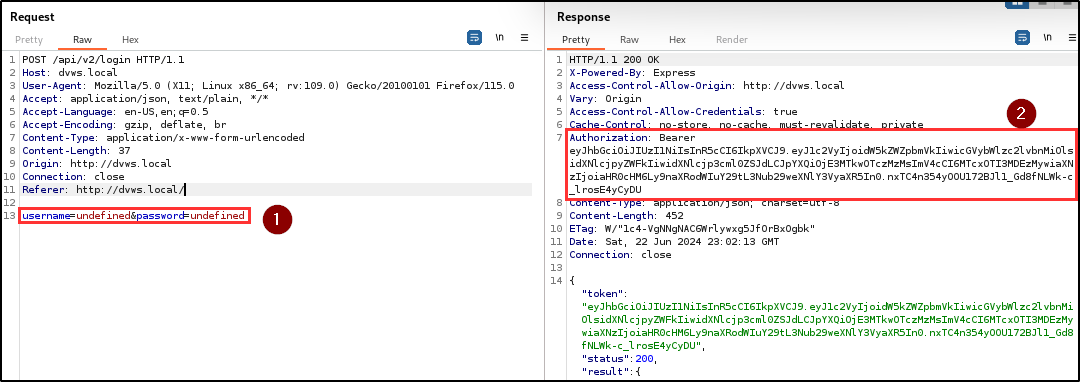 Request
Pretty Raw Hex
\n
1 POST /api/v2/login HTTP/1.1
2 Host: dvws.local
3 User-Agent: Mozilla/5.0 (X11; Linux x86_64; rv:109.0) Gecko/20100101 Firefox/115.0
4 Accept: application/json, text/plain, */*
5 Accept-Language: en-US,en;q=0.5
6 Accept-Encoding: gzip, deflate, br
7 Content-Type: application/x-www-form-urlencoded
8 Content-Length: 37
9 Origin: http://dvws.local
10 Connection: close
11 Referer: http://dvws.local/
12
13 username=undefined&password=undefined
1
Response
Pretty Raw Hex Render
\n
1 HTTP/1.1 200 OK
2 X-Powered-By: Express
3 Access-Control-Allow-Origin: http://dvws.local
4 Vary: Origin
5 Access-Control-Allow-Credentials: true
6 Cache-Control: no-store, no-cache, must-revalidate, private
2
7 Authorization: Bearer
8 Content-Type: application/json; charset=utf-8
9 Content-Length: 452
10 ETag: W/"1c4-VgNNgNAC6Wrlywxg5JfOrBxOgbk"
11 Date: Sat, 22 Jun 2024 23:02:13 GMT
12 Connection: close
13
14 {
"token":
"status":200,
"result":{